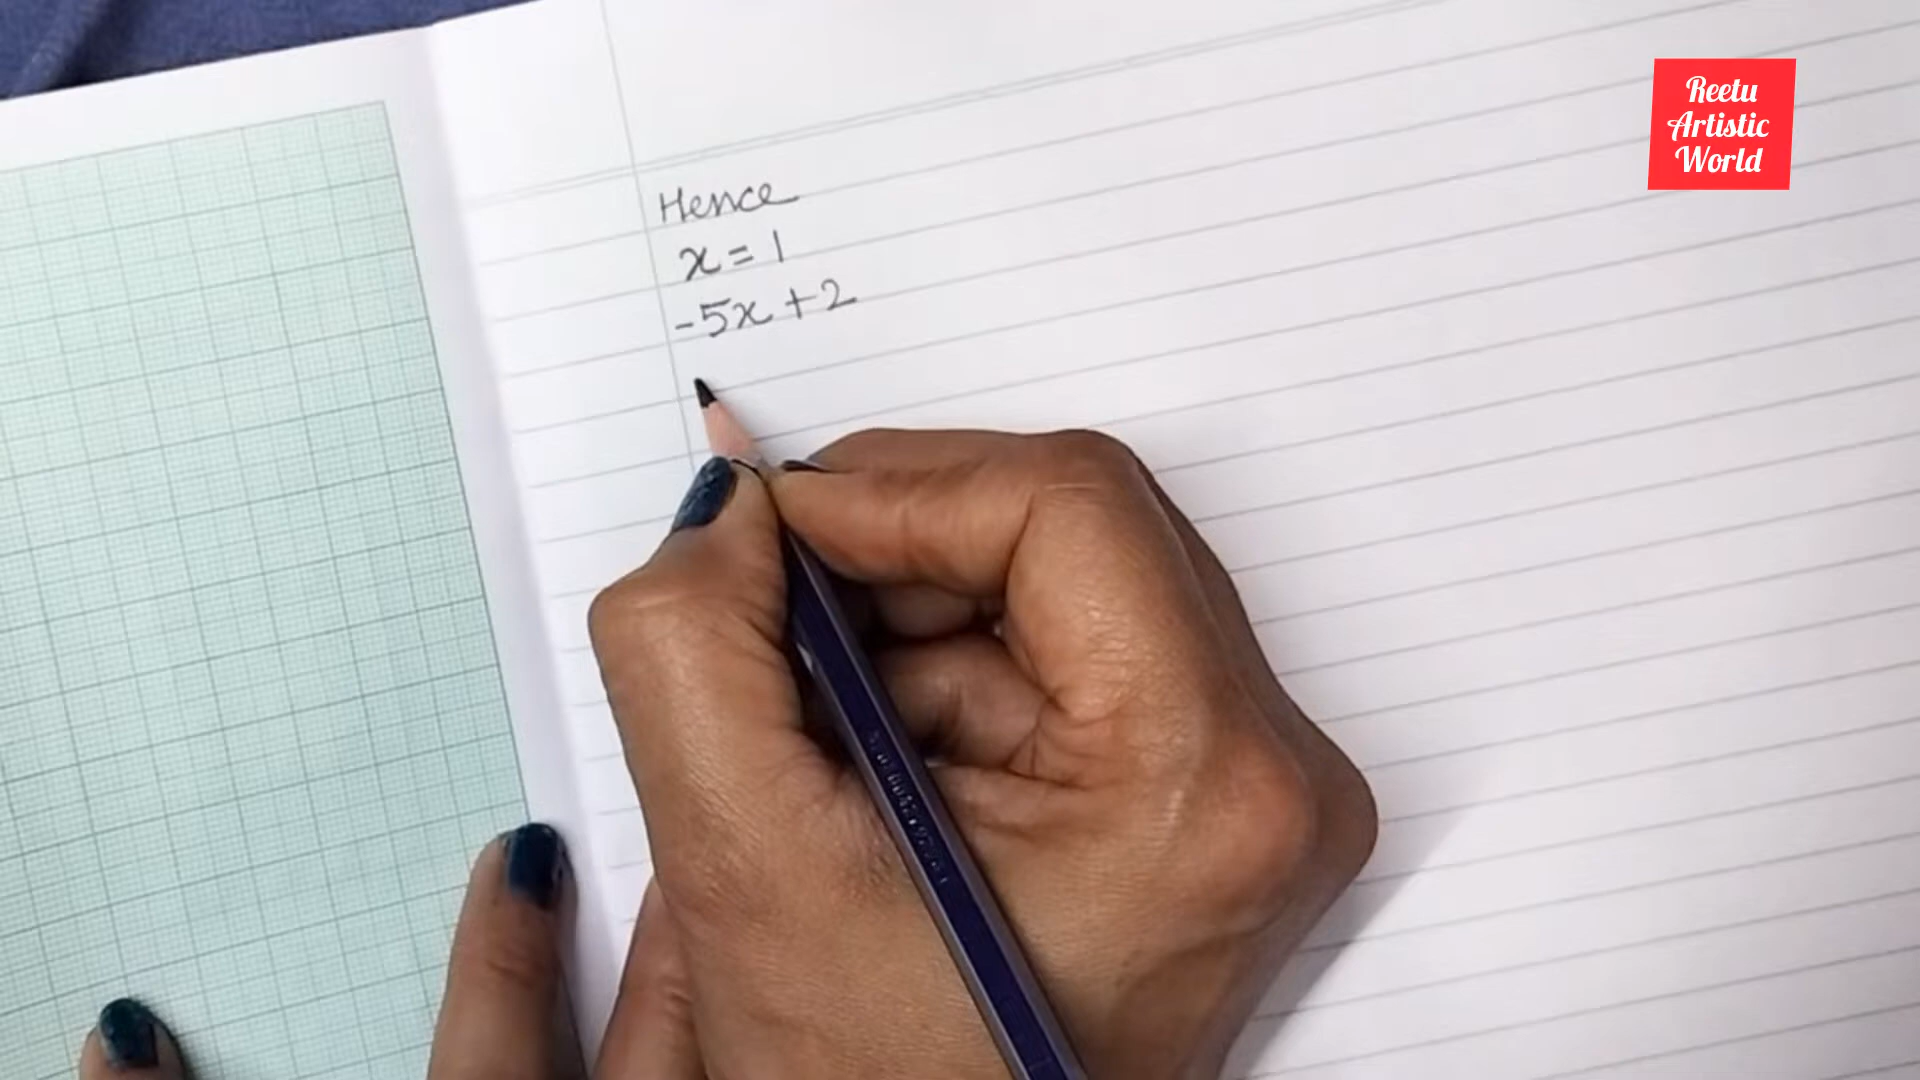 Hence
x = 1
-5x + 2
Reetu
Artistic
World